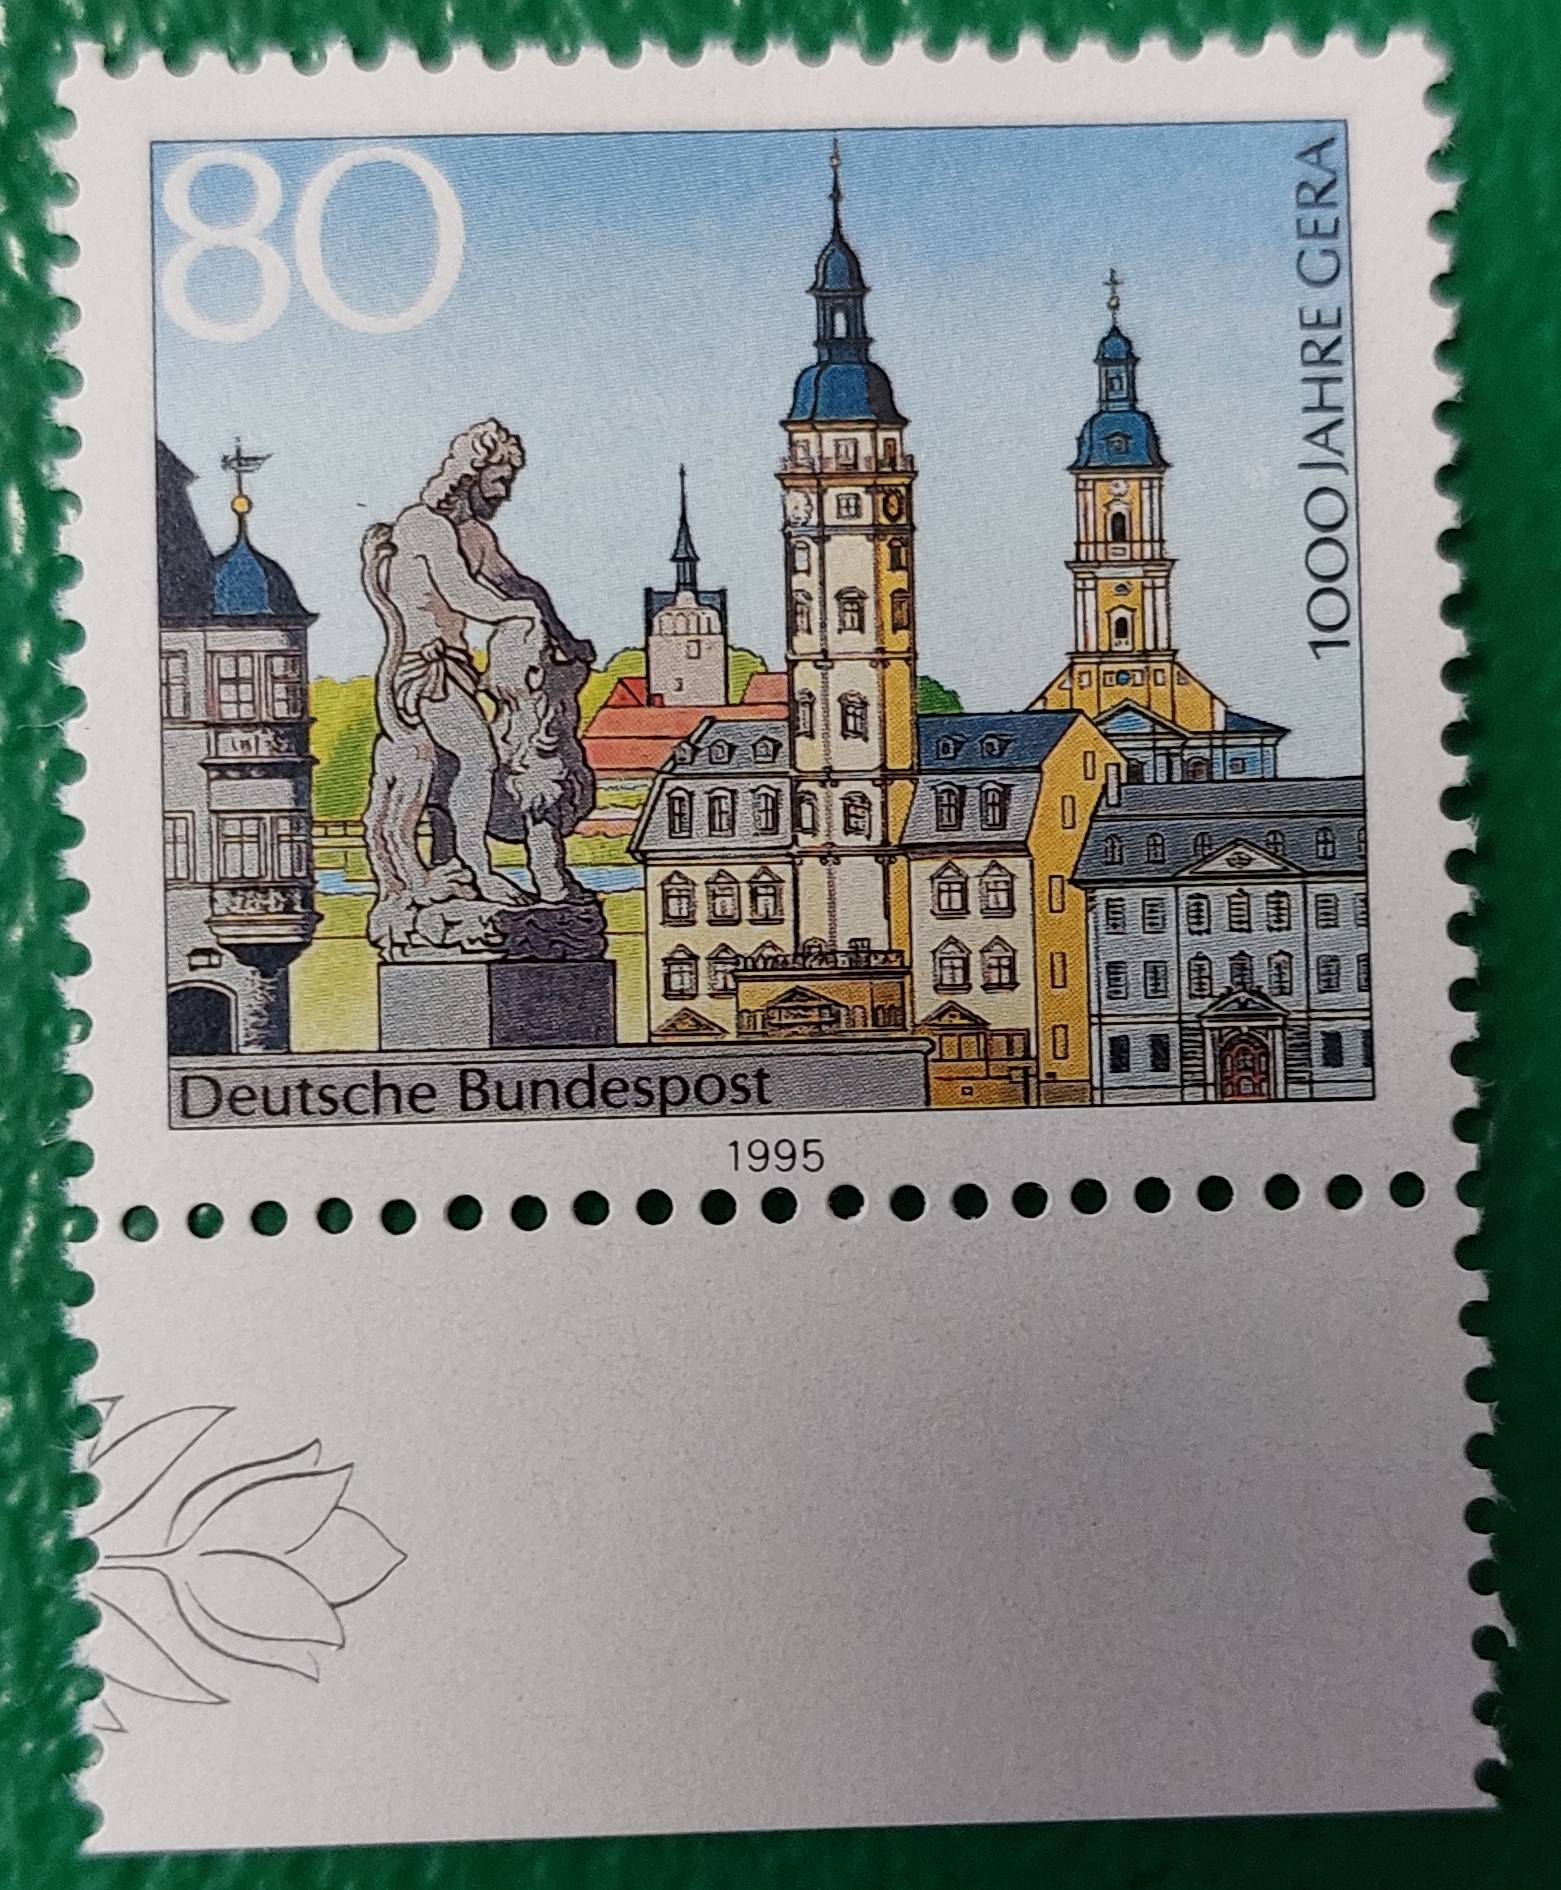 80
1000 JAHRE GERA
Deutsche Bundespost
1995